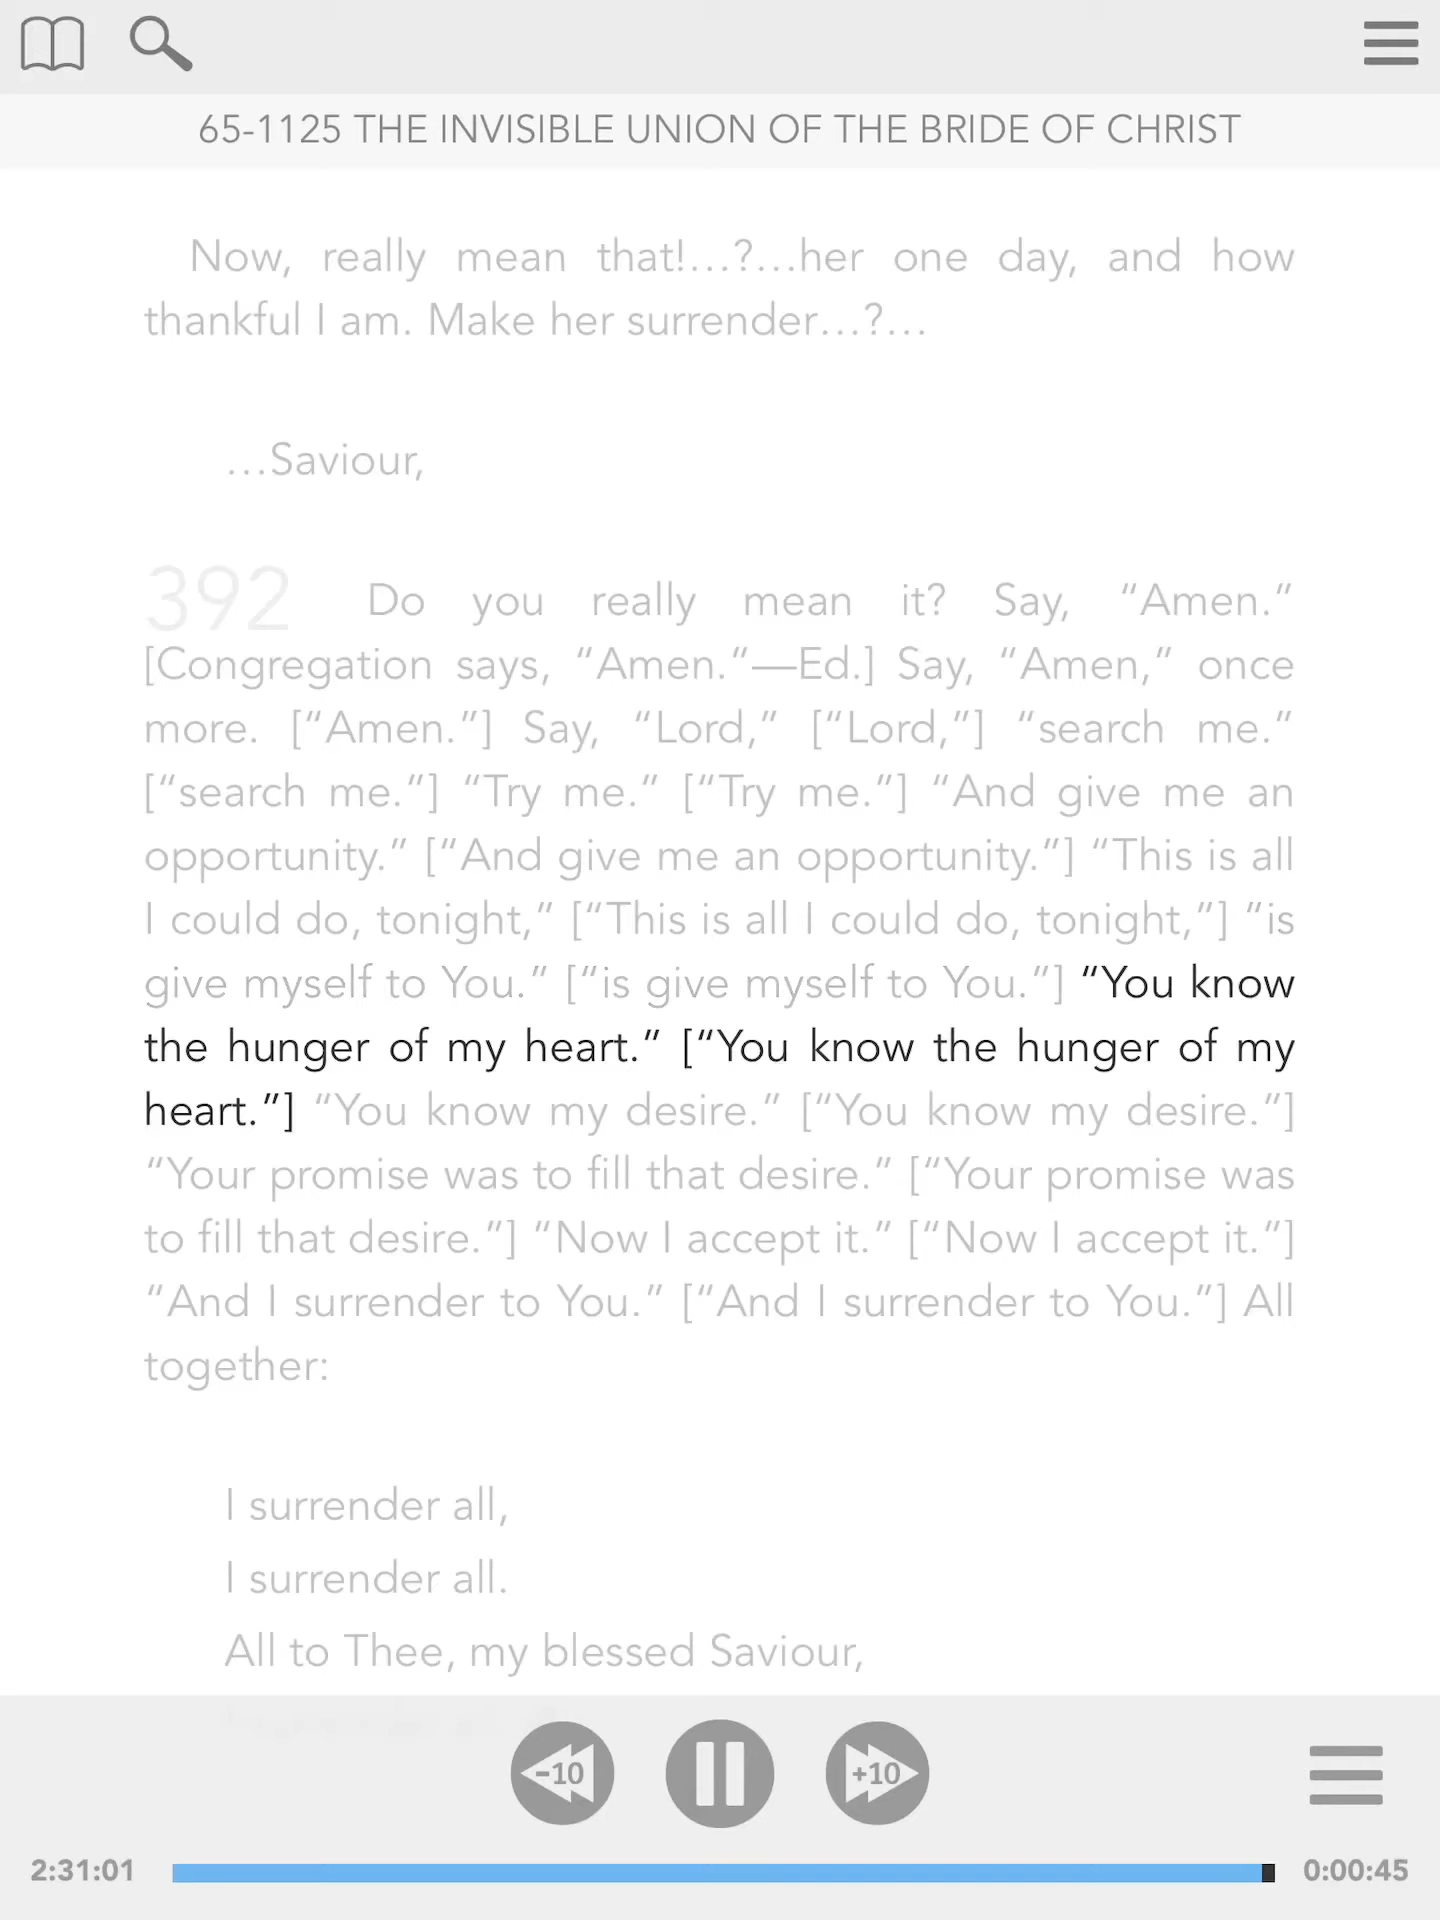 65-1125 THE INVISIBLE UNION OF THE BRIDE OF CHRIST
Now, really mean that!…?…her one day, and how
thankful I am. Make her surrender…?…
…Saviour,
392 Do you really mean it? Say, “Amen.”
[Congregation says, “Amen.”—Ed.] Say, “Amen,” once
more. [“Amen.”] Say, “Lord,” [“Lord,”] “search me.”
[“search me.”] “Try me.” [“Try me.”] “And give me an
opportunity.” [“And give me an opportunity.”] “This is all
I could do, tonight,” [“This is all I could do, tonight,”] “is
give myself to You.” [“is give myself to You.”] “You know
the hunger of my heart.” [“You know the hunger of my
heart.”] “You know my desire.” [“You know my desire.”]
“Your promise was to fill that desire.” [“Your promise was
to fill that desire.”] “Now I accept it.” [“Now I accept it.”]
“And I surrender to You.” [“And I surrender to You.”] All
together:
I surrender all,
I surrender all.
All to Thee, my blessed Saviour,
-10 +10
2:31:01 0:00:45